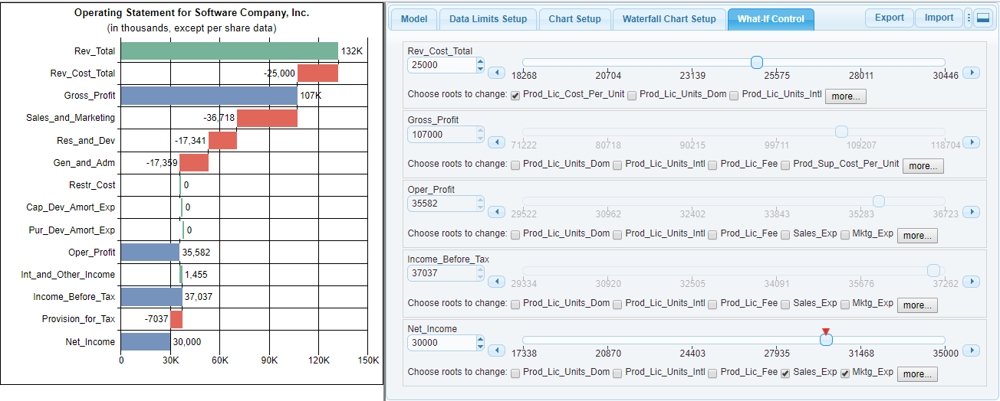 Operating Statement for Software Company, Inc.
(in thousands, except per share data)
Rev_Total 132K
Rev_Cost_Total -25,000
Gross_Profit 107K
Sales_and_Marketing -36,718
Res_and_Dev -17,341
Gen_and_Adm -17,359
Restr_Cost 0
Cap_Dev_Amort_Exp 0
Pur_Dev_Amort_Exp 0
Oper_Profit 35,582
Int_and_Other_Income 1,455
Income_Before_Tax 37,037
Provision_for_Tax -7037
Net_Income 30,000
0 30K 60K 90K 120K 150K
Model Data Limits Setup Chart Setup Waterfall Chart Setup What-If Control Export Import
Rev_Cost_Total
25000
18268 20704 23139 25575 28011 30446
Choose roots to change: Prod_Lic_Cost_Per_Unit Prod_Lic_Units_Dom Prod_Lic_Units_Intl more...
Gross_Profit
107000
71222 80718 90215 99711 109207 118704
Choose roots to change: Prod_Lic_Units_Dom Prod_Lic_Units_Intl Prod_Lic_Fee Prod_Sup_Cost_Per_Unit more...
Oper_Profit
35582
29522 30962 32402 33843 35283 36723
Choose roots to change: Prod_Lic_Units_Dom Prod_Lic_Units_Intl Prod_Lic_Fee Sales_Exp Mktg_Exp more...
Income_Before_Tax
37037
29334 30920 32505 34091 35676 37262
Choose roots to change: Prod_Lic_Units_Dom Prod_Lic_Units_Intl Prod_Lic_Fee Sales_Exp Mktg_Exp more...
Net_Income
30000
17338 20870 24403 27935 31468 35000
Choose roots to change: Prod_Lic_Units_Dom Prod_Lic_Units_Intl Prod_Lic_Fee Sales_Exp Mktg_Exp more...